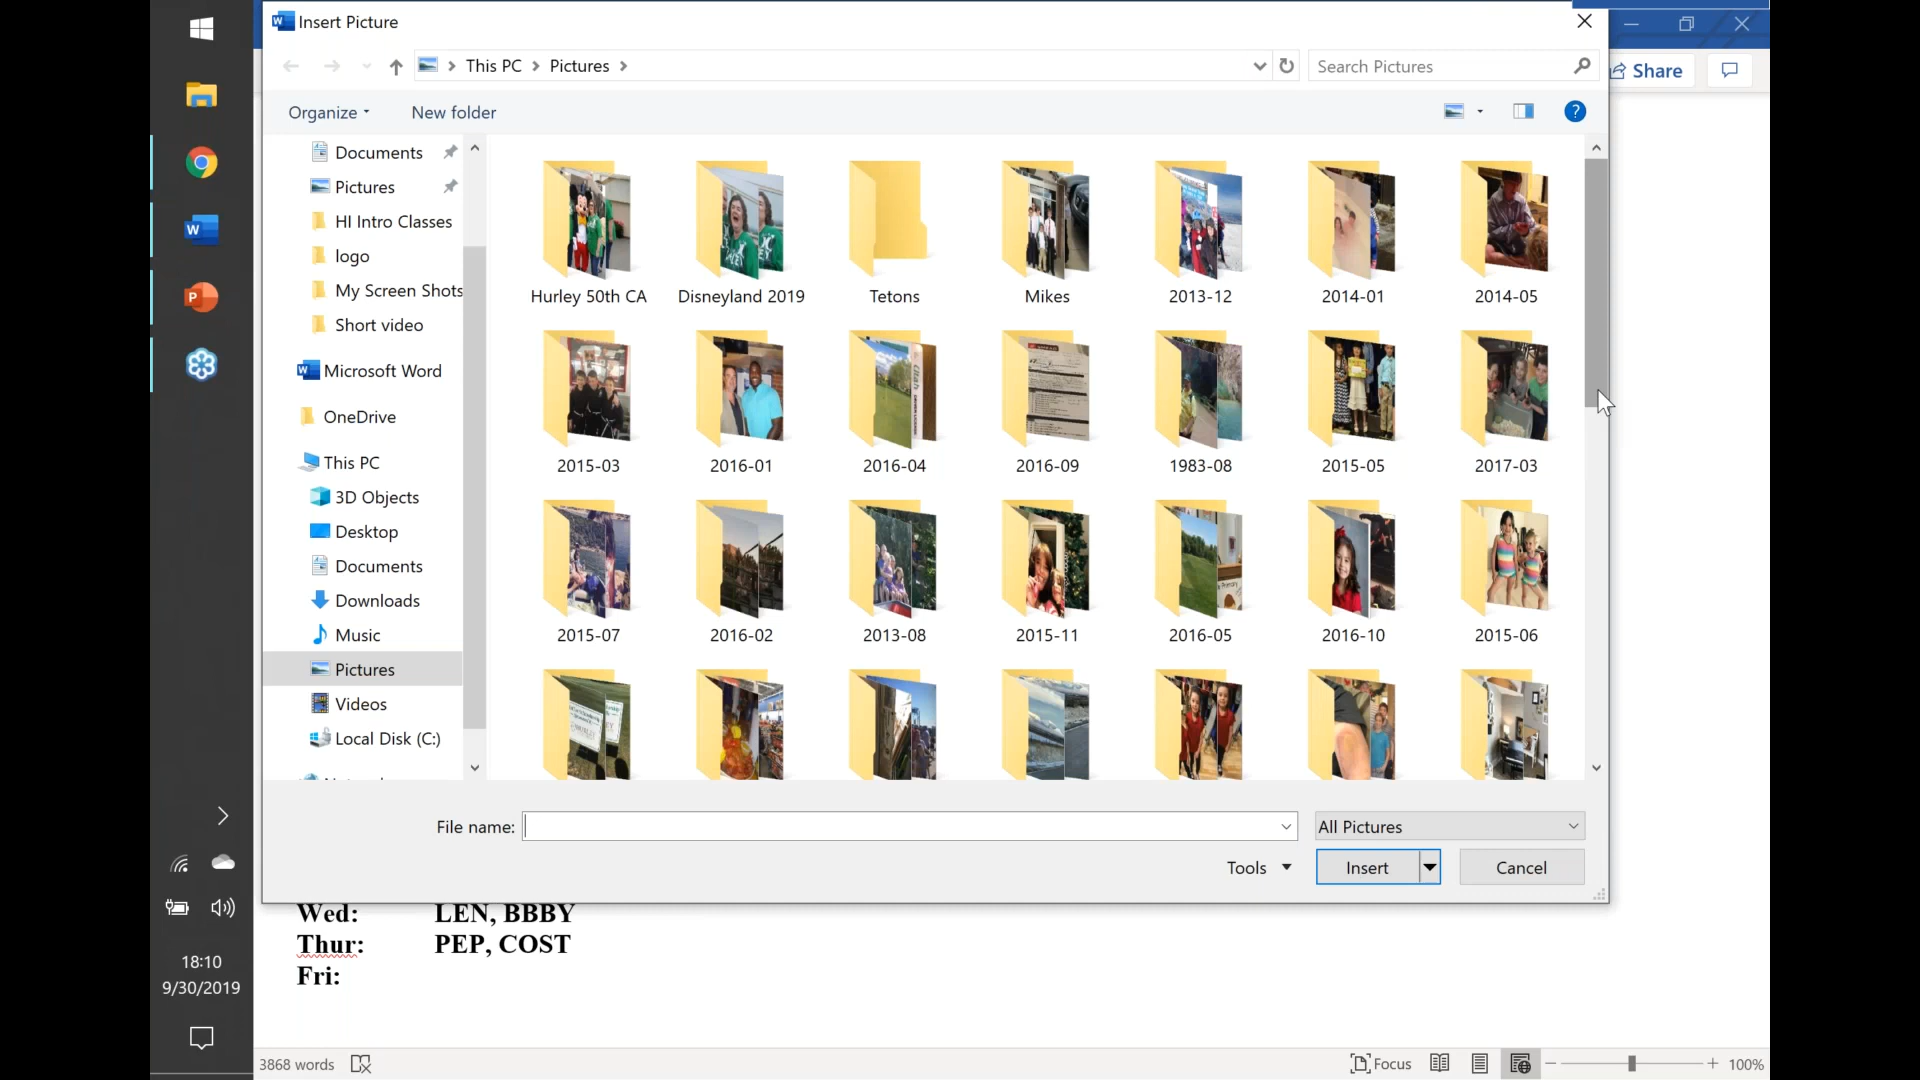 Insert Picture
This PC
Pictures
Search Pictures
Share
Organize
New folder
Documents
Pictures
HI Intro Classes
logo
My Screen Shots
Short video
Microsoft Word
OneDrive
This PC
3D Objects
Desktop
Documents
Downloads
Music
Pictures
Videos
Local Disk (C:)
Hurley 50th CA
Disneyland 2019
Tetons
Mikes
2013-12
2014-01
2014-05
2015-03
2016-01
2016-04
2016-09
1983-08
2015-05
2017-03
2015-07
2016-02
2013-08
2015-11
2016-05
2016-10
2015-06
File name:
All Pictures
Tools
Insert
Cancel
Wed: LEN, BBBY
Thur: PEP, COST
Fri:
18:10
9/30/2019
3868 words
Focus
100%